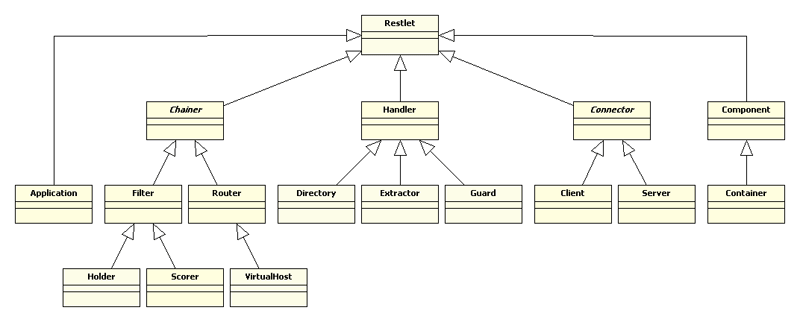 Restlet
Chainer
Handler
Connector
Component
Application
Filter
Router
Directory
Extractor
Guard
Client
Server
Container
Holder
Scorer
VirtualHost